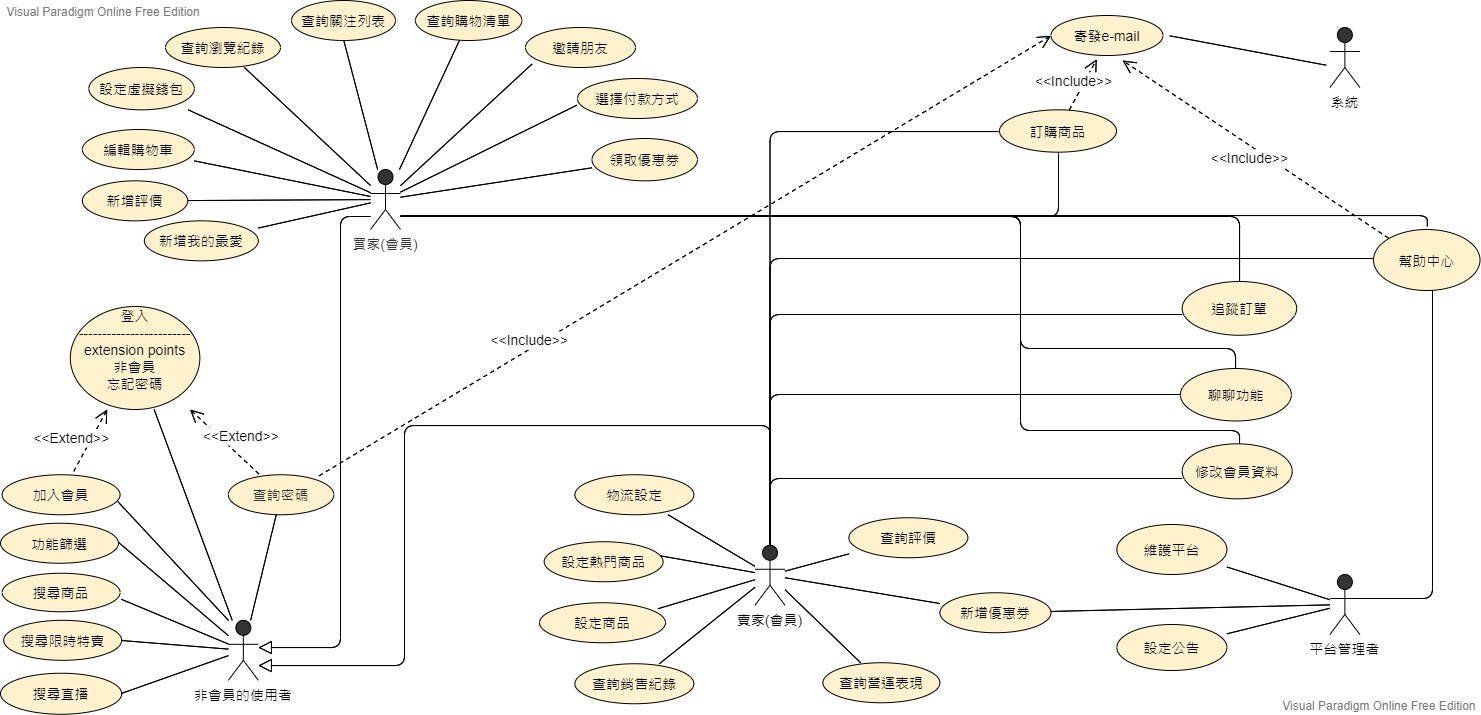 Visual Paradigm Online Free Edition
查詢關注列表
查詢購物清單
查詢瀏覽紀錄
邀請朋友
設定虛擬錢包
選擇付款方式
編輯購物車
領取優惠券
新增評價
新增我的最愛
買家(會員)
寄發e-mail
系統
<<Include>>
訂購商品
<<Include>>
幫助中心
追蹤訂單
聊聊功能
修改會員資料
<<Include>>
登入
extension points
非會員
忘記密碼
<<Extend>>
<<Extend>>
加入會員
查詢密碼
功能篩選
搜尋商品
搜尋限時特賣
搜尋直播
非會員的使用者
物流設定
查詢評價
設定熱門商品
設定商品
賣家(會員)
新增優惠券
查詢銷售紀錄
查詢營運表現
維護平台
設定公告
平台管理者
Visual Paradigm Online Free Edition